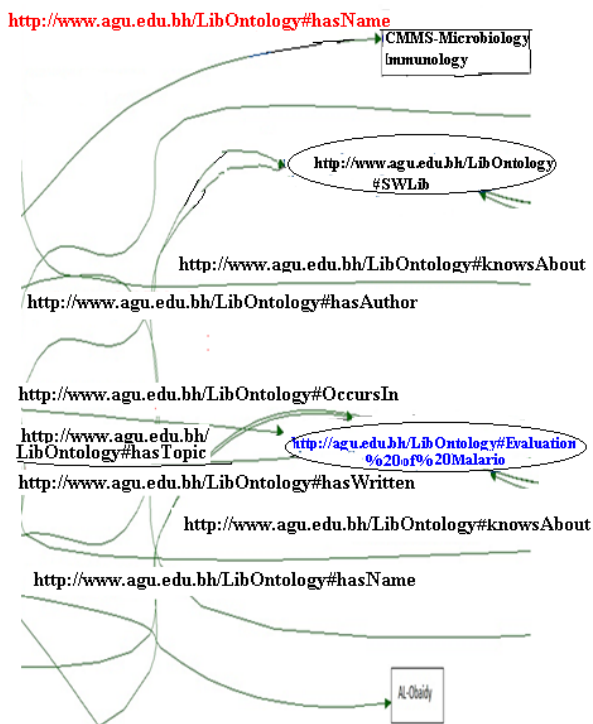 http://www.agu.edu.bh/LibOntology#hasName
CMMS-Microbiology
Immunology
http://www.agu.edu.bh/LibOntology
#SWLib
http://www.agu.edu.bh/LibOntology#knowsAbout
http://www.agu.edu.bh/LibOntology#hasAuthor
http://www.agu.edu.bh/LibOntology#OccursIn
http://www.agu.edu.bh/
LibOntology#hasTopic
http://agu.edu.bh/LibOntology#Evaluation
%20of%20Malario
http://www.agu.edu.bh/LibOntology#hasWritten
http://www.agu.edu.bh/LibOntology#knowsAbout
http://www.agu.edu.bh/LibOntology#hasName
AL-Obaidy